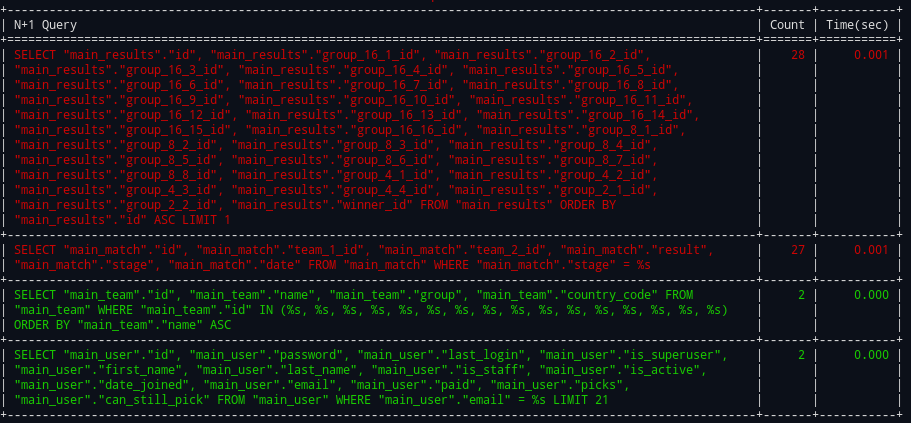 N+1 Query | Count | Time(sec)
SELECT "main_results"."id", "main_results"."group_16_1_id", "main_results"."group_16_2_id", | 28 | 0.001
"main_results"."group_16_3_id", "main_results"."group_16_4_id", "main_results"."group_16_5_id",
"main_results"."group_16_6_id", "main_results"."group_16_7_id", "main_results"."group_16_8_id",
"main_results"."group_16_9_id", "main_results"."group_16_10_id", "main_results"."group_16_11_id",
"main_results"."group_16_12_id", "main_results"."group_16_13_id", "main_results"."group_16_14_id",
"main_results"."group_16_15_id", "main_results"."group_16_16_id", "main_results"."group_8_1_id",
"main_results"."group_8_2_id", "main_results"."group_8_3_id", "main_results"."group_8_4_id",
"main_results"."group_8_5_id", "main_results"."group_8_6_id", "main_results"."group_8_7_id",
"main_results"."group_8_8_id", "main_results"."group_4_1_id", "main_results"."group_4_2_id",
"main_results"."group_4_3_id", "main_results"."group_4_4_id", "main_results"."group_2_1_id",
"main_results"."group_2_2_id", "main_results"."winner_id" FROM "main_results" ORDER BY
"main_results"."id" ASC LIMIT 1
SELECT "main_match"."id", "main_match"."team_1_id", "main_match"."team_2_id", "main_match"."result", | 27 | 0.001
"main_match"."stage", "main_match"."date" FROM "main_match" WHERE "main_match"."stage" = %s
SELECT "main_team"."id", "main_team"."name", "main_team"."group", "main_team"."country_code" FROM | 2 | 0.000
"main_team" WHERE "main_team"."id" IN (%s, %s, %s, %s, %s, %s, %s, %s, %s, %s, %s, %s, %s, %s, %s, %s)
ORDER BY "main_team"."name" ASC
SELECT "main_user"."id", "main_user"."password", "main_user"."last_login", "main_user"."is_superuser", | 2 | 0.000
"main_user"."first_name", "main_user"."last_name", "main_user"."is_staff", "main_user"."is_active",
"main_user"."date_joined", "main_user"."email", "main_user"."paid", "main_user"."picks",
"main_user"."can_still_pick" FROM "main_user" WHERE "main_user"."email" = %s LIMIT 21